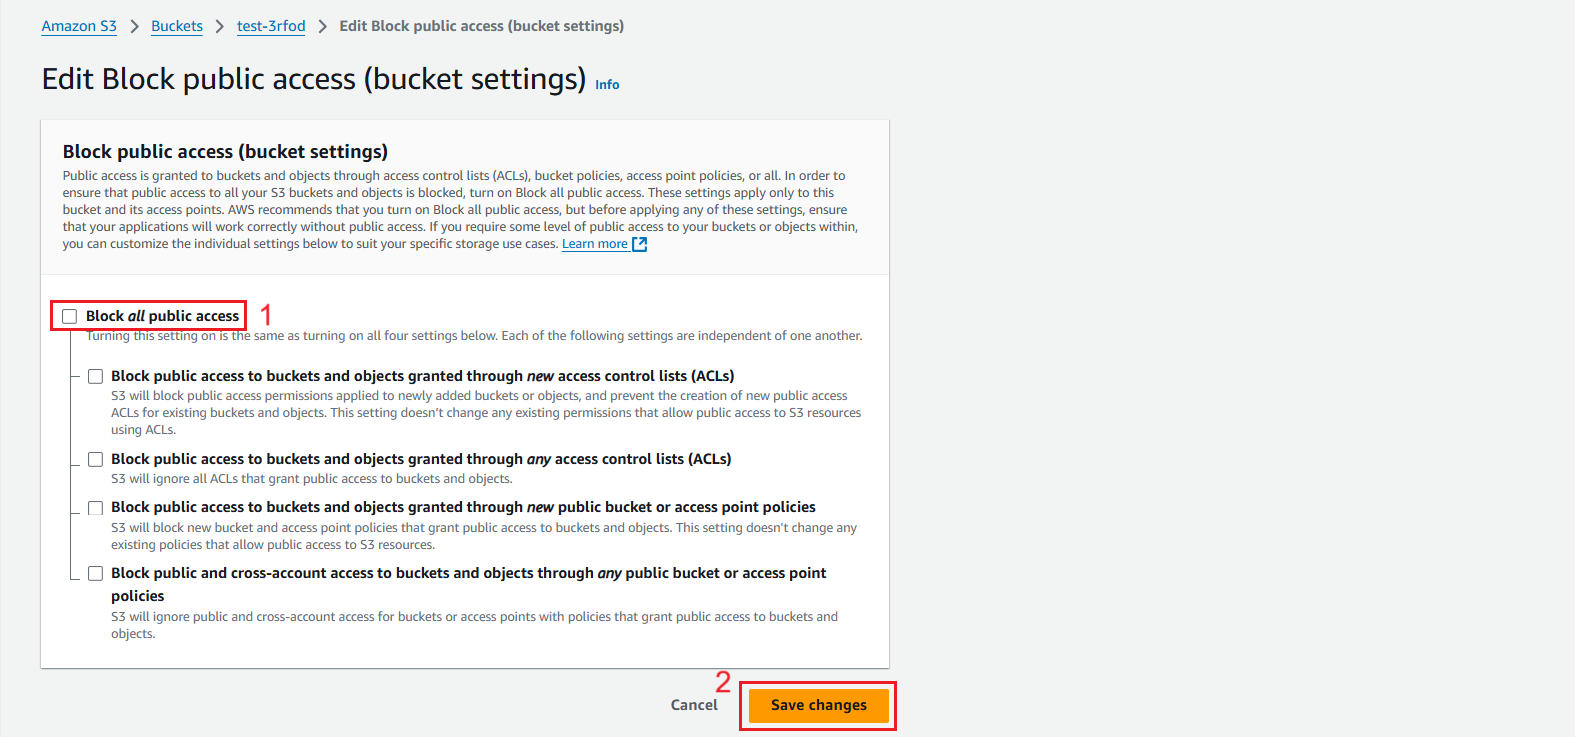 Amazon S3 > Buckets > test-3rfod > Edit Block public access (bucket settings)
Edit Block public access (bucket settings) Info
Block public access (bucket settings)
Public access is granted to buckets and objects through access control lists (ACLs), bucket policies, access point policies, or all. In order to
ensure that public access to all your S3 buckets and objects is blocked, turn on Block all public access. These settings apply only to this
bucket and its access points. AWS recommends that you turn on Block all public access, but before applying any of these settings, ensure
that your applications will work correctly without public access. If you require some level of public access to your buckets or objects within,
you can customize the individual settings below to suit your specific storage use cases. Learn more
Block all public access 1
Turning this setting on is the same as turning on all four settings below. Each of the following settings are independent of one another.
Block public access to buckets and objects granted through new access control lists (ACLs)
S3 will block public access permissions applied to newly added buckets or objects, and prevent the creation of new public access
ACLs for existing buckets and objects. This setting doesn't change any existing permissions that allow public access to S3 resources
using ACLs.
Block public access to buckets and objects granted through any access control lists (ACLs)
S3 will ignore all ACLs that grant public access to buckets and objects.
Block public access to buckets and objects granted through new public bucket or access point policies
S3 will block new bucket and access point policies that grant public access to buckets and objects. This setting doesn't change any
existing policies that allow public access to S3 resources.
Block public and cross-account access to buckets and objects through any public bucket or access point
policies
S3 will ignore public and cross-account access for buckets or access points with policies that grant public access to buckets and
objects.
2
Cancel Save changes